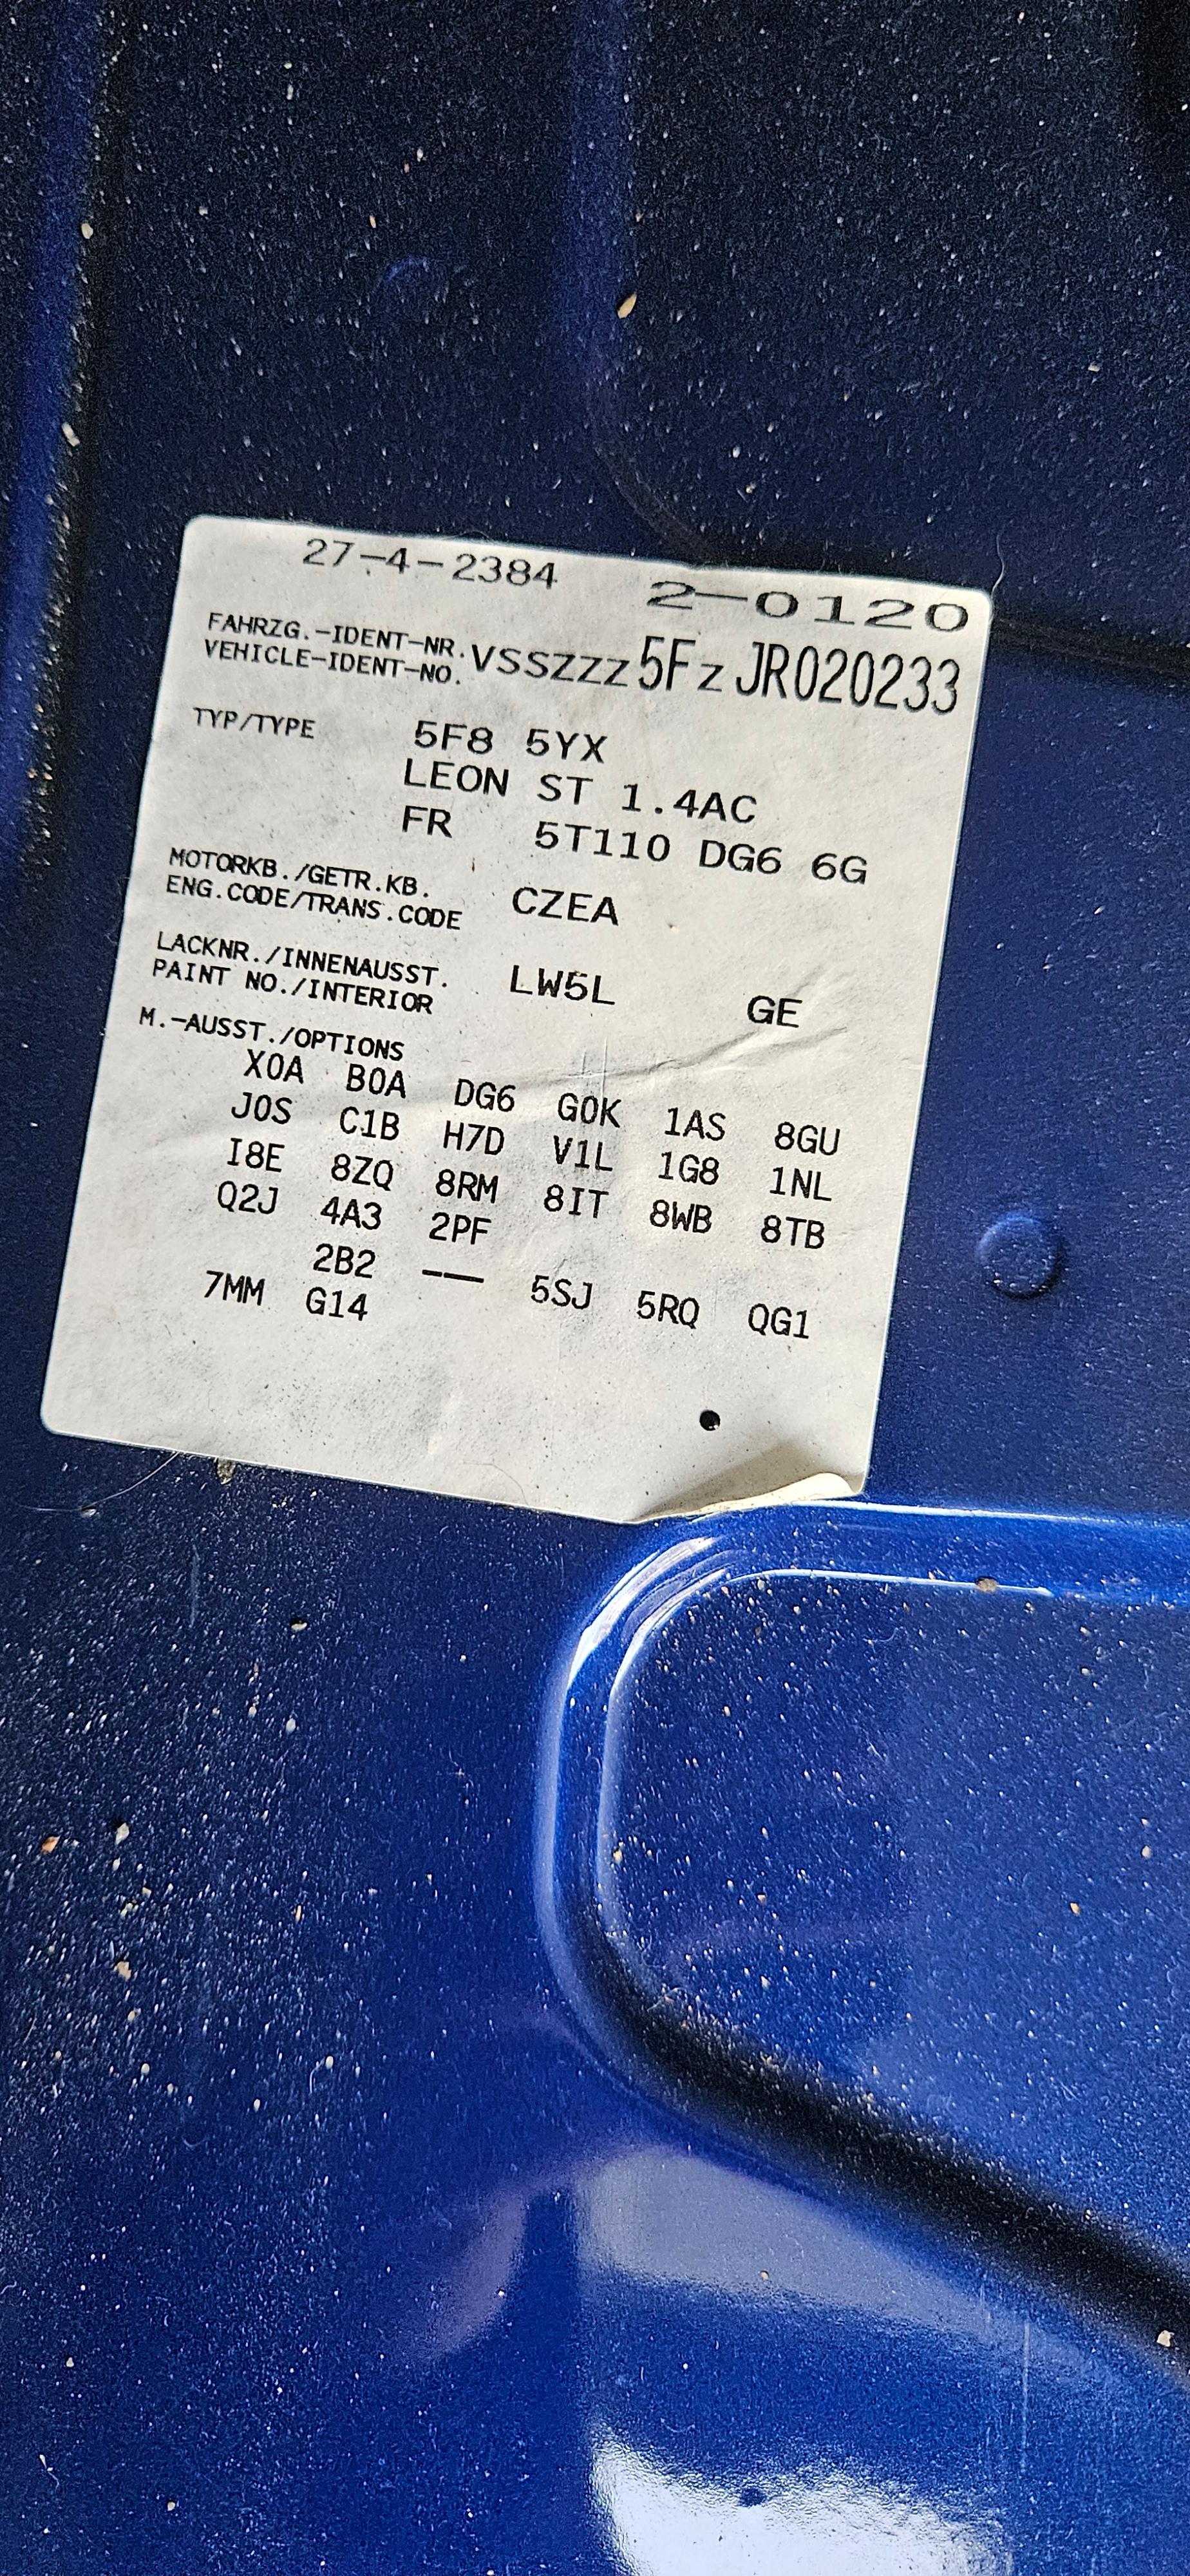 27-4-2384 2-0120
FAHRZG.-IDENT-NR.
VEHICLE-IDENT-NO. VSSZZZ5FZJR020233
TYP/TYPE 5F8 5YX
LEON ST 1.4AC
FR 5T110 DG6 6G
MOTORKB./GETR.KB.
ENG.CODE/TRANS.CODE CZEA
LACKNR./INNENAUSST.
PAINT NO./INTERIOR LW5L GE
M.-AUSST./OPTIONS
X0A B0A DG6 G0K 1AS 8GU
J0S C1B H7D V1L 1G8 1NL
I8E 8ZQ 8RM 8IT 8WB 8TB
Q2J 4A3 2PF
2B2 –– 5SJ 5RQ QG1
7MM G14